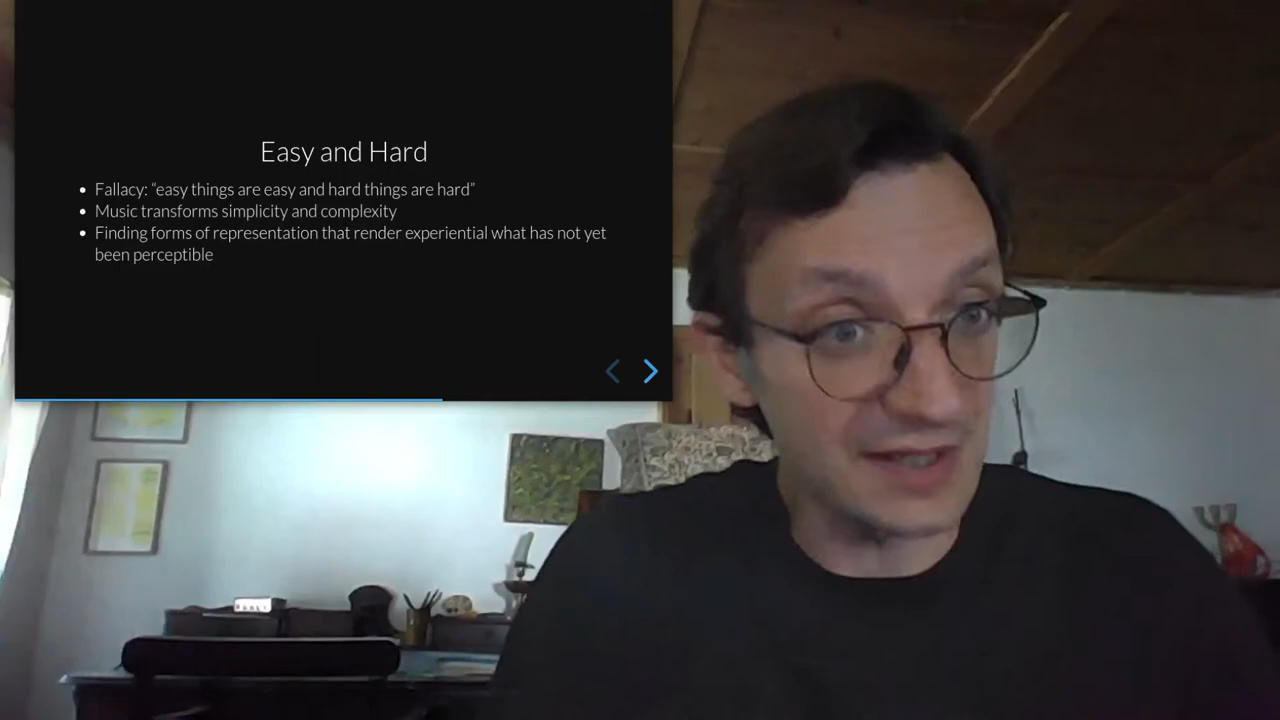 Easy and Hard
Fallacy: “easy things are easy and hard things are hard”
Music transforms simplicity and complexity
Finding forms of representation that render experiential what has not yet
been perceptible